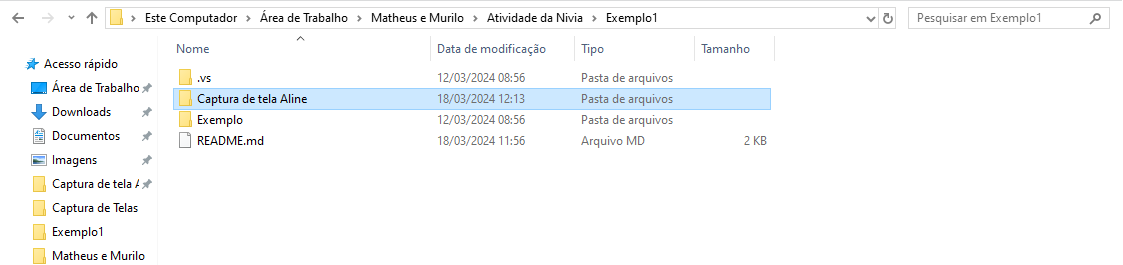 Este Computador > Área de Trabalho > Matheus e Murilo > Atividade da Nivia > Exemplo1
Pesquisar em Exemplo1
Nome Data de modificação Tipo Tamanho
Acesso rápido
Área de Trabalho
Downloads
Documentos
Imagens
Captura de tela A
Captura de Telas
Exemplo1
Matheus e Murilo
.vs 12/03/2024 08:56 Pasta de arquivos
Captura de tela Aline 18/03/2024 12:13 Pasta de arquivos
Exemplo 12/03/2024 08:56 Pasta de arquivos
README.md 18/03/2024 11:56 Arquivo MD 2 KB